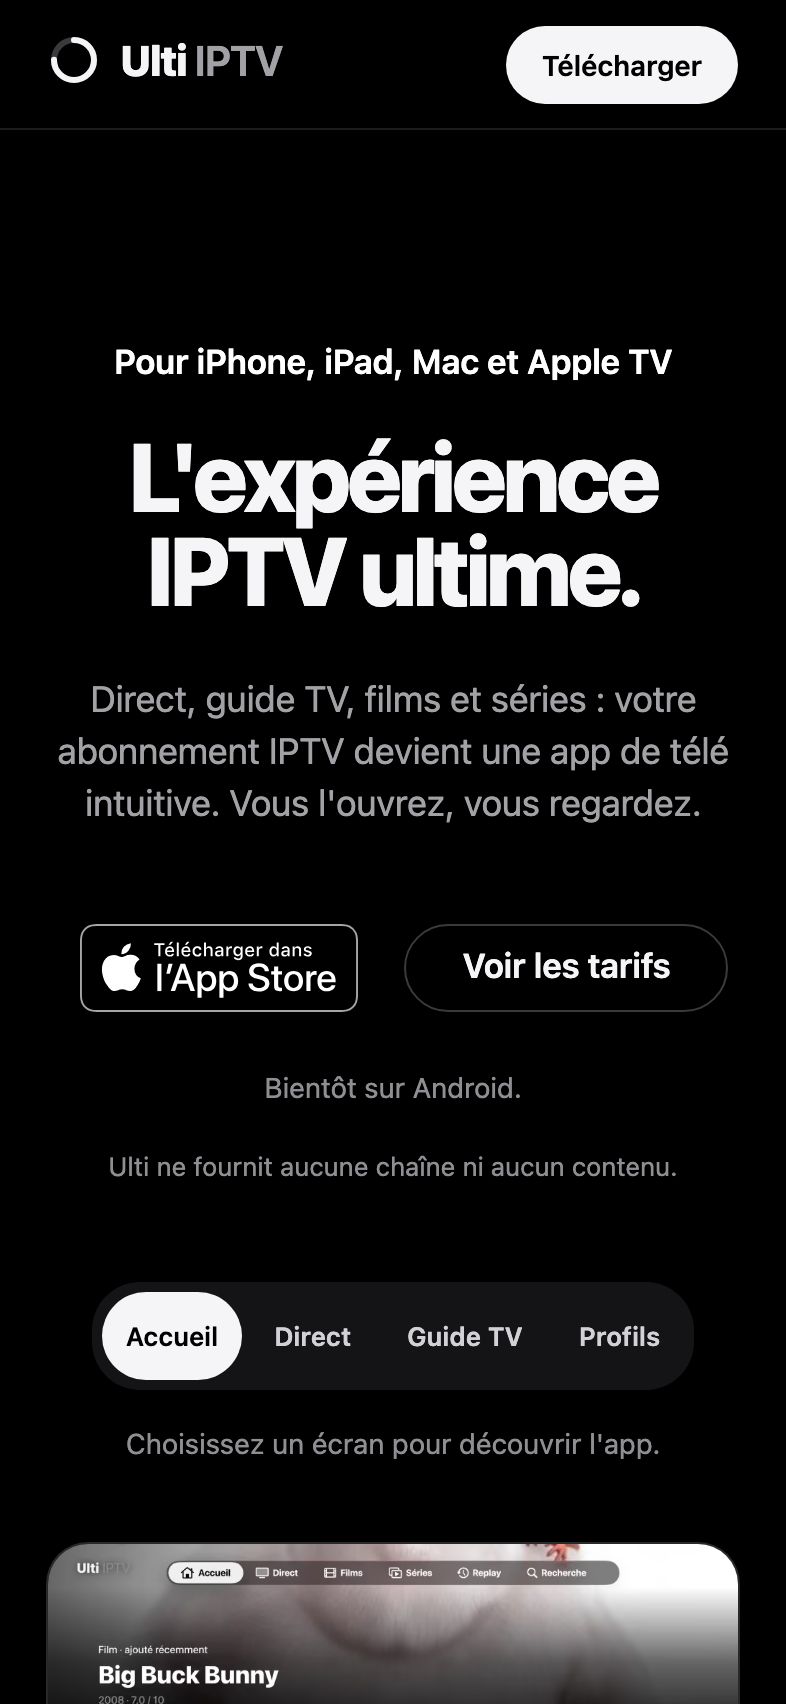 Ulti IPTV
Télécharger
Pour iPhone, iPad, Mac et Apple TV
L'expérience
IPTV ultime.
Direct, guide TV, films et séries : votre
abonnement IPTV devient une app de télé
intuitive. Vous l'ouvrez, vous regardez.
Télécharger dans
l’App Store
Voir les tarifs
Bientôt sur Android.
Ulti ne fournit aucune chaîne ni aucun contenu.
Accueil Direct Guide TV Profils
Choisissez un écran pour découvrir l'app.
Ulti IPTV Accueil Direct Films Séries Replay Recherche
Film · ajouté récemment
Big Buck Bunny
2008 · 7.0 / 10